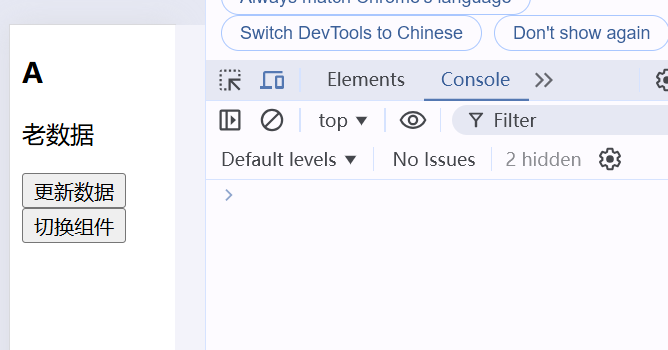 Always match Chrome's language
Switch DevTools to Chinese
Don't show again
A
老数据
更新数据
切换组件
Elements
Console
top
Filter
Default levels
No Issues
2 hidden